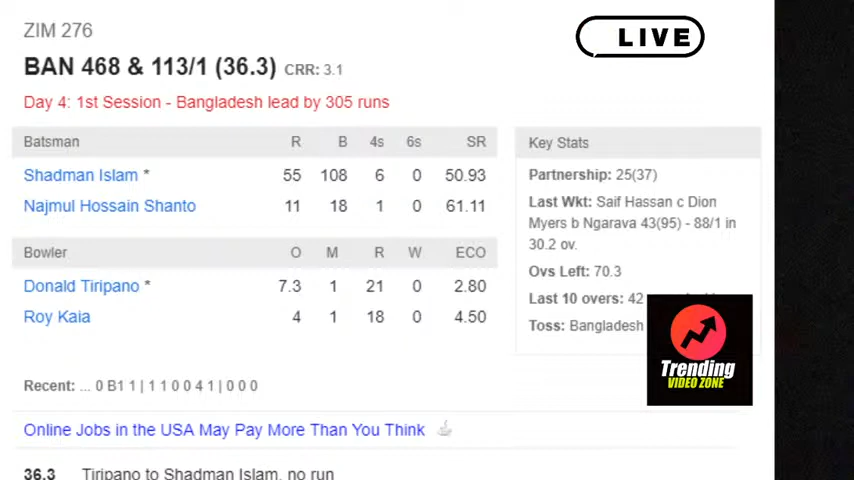 ZIM 276
LIVE
BAN 468 & 113/1 (36.3) CRR: 3.1
Day 4: 1st Session - Bangladesh lead by 305 runs
Batsman R B 4s 6s SR
Shadman Islam * 55 108 6 0 50.93
Najmul Hossain Shanto 11 18 1 0 61.11
Bowler O M R W ECO
Donald Tiripano * 7.3 1 21 0 2.80
Roy Kaia 4 1 18 0 4.50
Key Stats
Partnership: 25(37)
Last Wkt: Saif Hassan c Dion
Myers b Ngarava 43(95) - 88/1 in
30.2 ov.
Ovs Left: 70.3
Last 10 overs: 42
Toss: Bangladesh
Trending
VIDEO ZONE
Recent: ... 0 B1 1 | 1 1 0 0 4 1 | 0 0 0
Online Jobs in the USA May Pay More Than You Think
36.3 Tiripano to Shadman Islam, no run